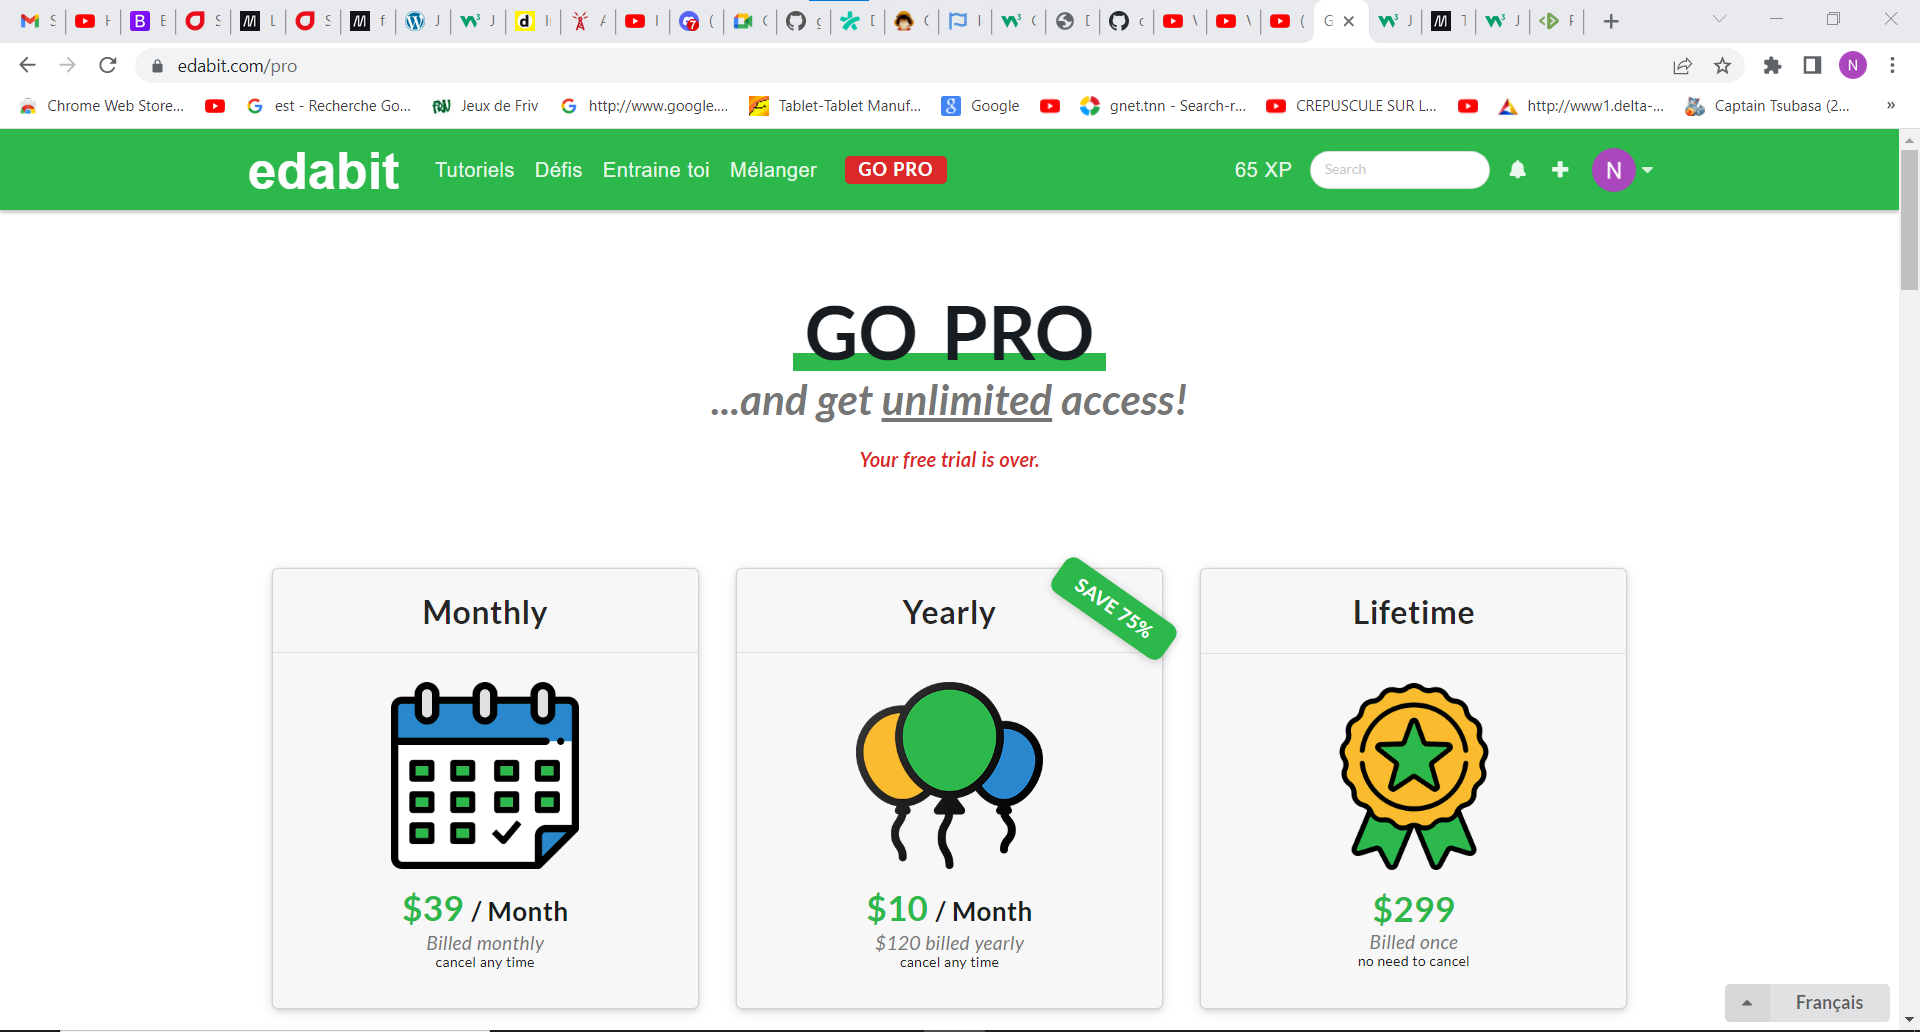 S
H
B E
S
L
S
f
J
J
d I
A
I
(
C
g
D
C
I
C
D
c
V
V
(
G
J
T
J
F
edabit.com/pro
N
Chrome Web Store...
est - Recherche Go...
Jeux de Friv
http://www.google....
Tablet-Tablet Manuf...
Google
gnet.tnn - Search-r...
CREPUSCULE SUR L...
http://www1.delta-...
Captain Tsubasa (2...
»
edabit Tutoriels Défis Entraine toi Mélanger GO PRO 65 XP Search N
GO PRO
...and get unlimited access!
Your free trial is over.
Monthly
$39 / Month
Billed monthly
cancel any time
Yearly
SAVE 75%
$10 / Month
$120 billed yearly
cancel any time
Lifetime
$299
Billed once
no need to cancel
Français